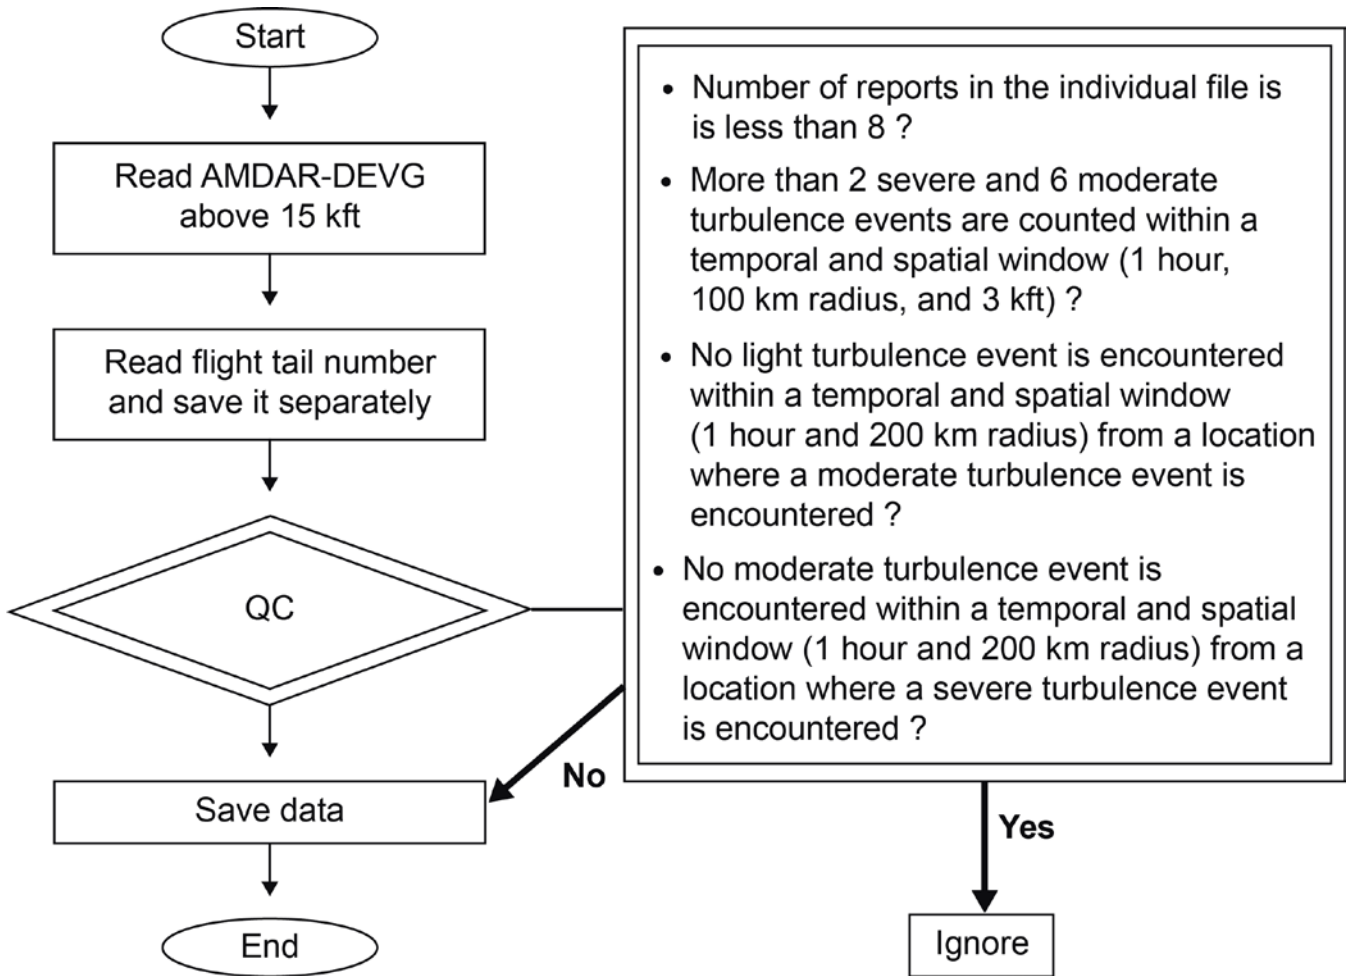 Start
Read AMDAR-DEVG
above 15 kft
Read flight tail number
and save it separately
QC
Save data
End
• Number of reports in the individual file is
is less than 8 ?
• More than 2 severe and 6 moderate
turbulence events are counted within a
temporal and spatial window (1 hour,
100 km radius, and 3 kft) ?
• No light turbulence event is encountered
within a temporal and spatial window
(1 hour and 200 km radius) from a location
where a moderate turbulence event is
encountered ?
• No moderate turbulence event is
encountered within a temporal and spatial
window (1 hour and 200 km radius) from a
location where a severe turbulence event
is encountered ?
No
Yes
Ignore